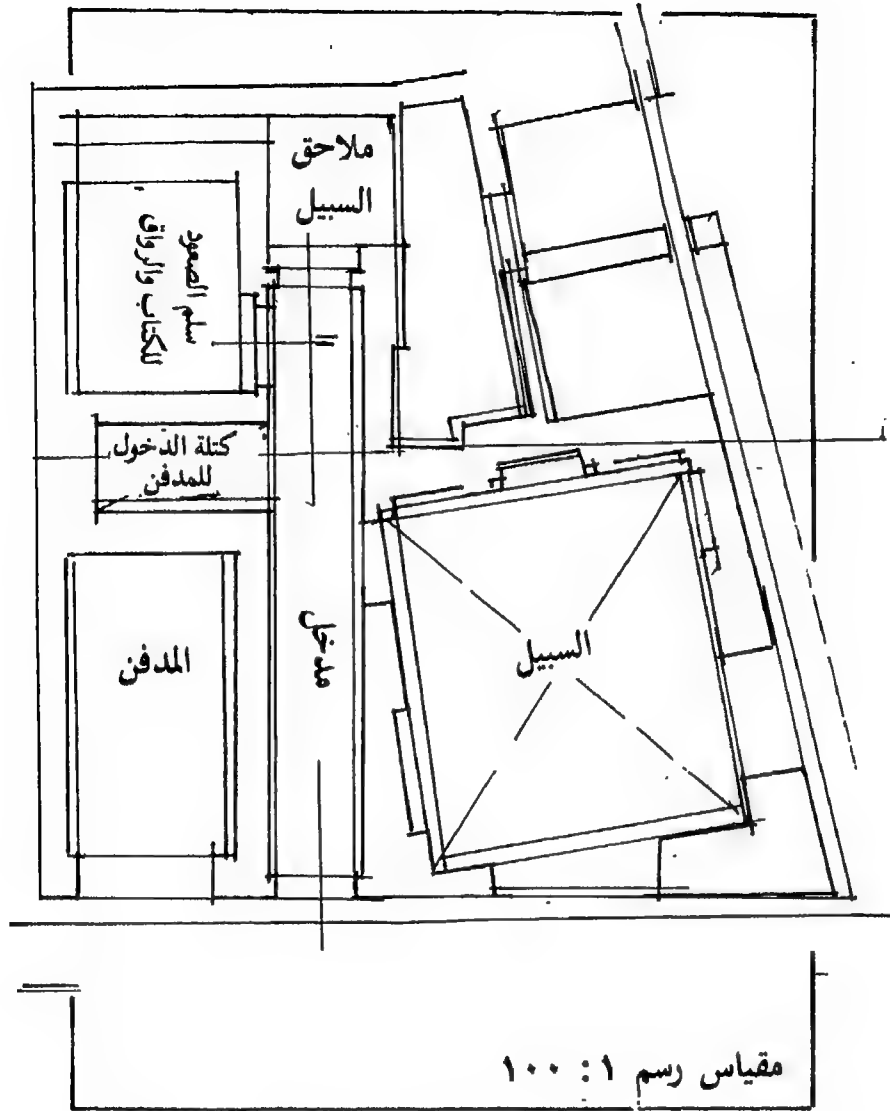 ملاحق
السبيل
سلم الصعود
للكتاب والرواق
كتلة الدخول
للمدفن
مدخل
المدفن
السبيل
مقياس رسم ١ : ١٠٠